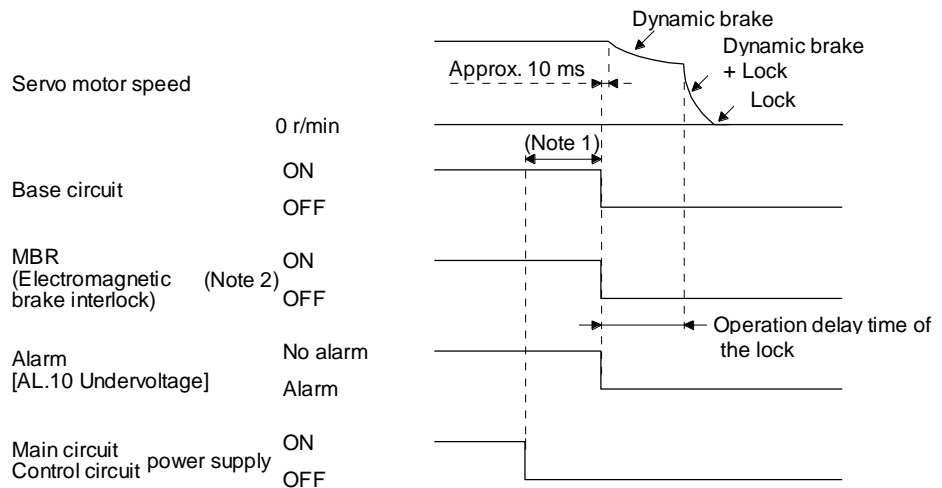 Dynamic brake
Dynamic brake
+ Lock
Approx. 10 ms
Servo motor speed
Lock
0 r/min
(Note 1)
ON
Base circuit
OFF
MBR
(Electromagnetic
brake interlock)
(Note 2)
ON
OFF
Operation delay time of
the lock
No alarm
Alarm
[AL.10 Undervoltage]
Alarm
Main circuit
Control circuit
power supply
ON
OFF